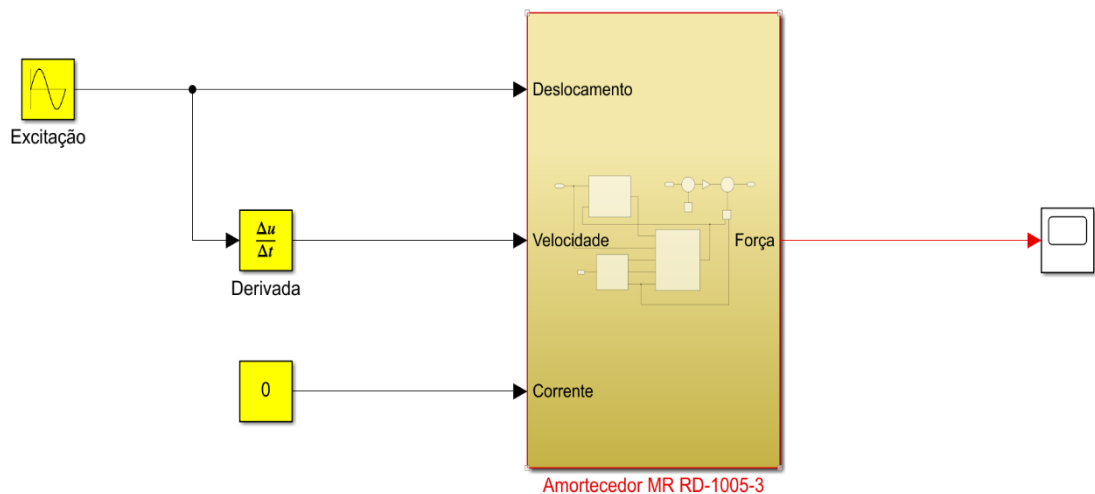 Deslocamento
Excitação
Δu
Δt
Velocidade
Força
Derivada
0
Corrente
Amortecedor MR RD-1005-3